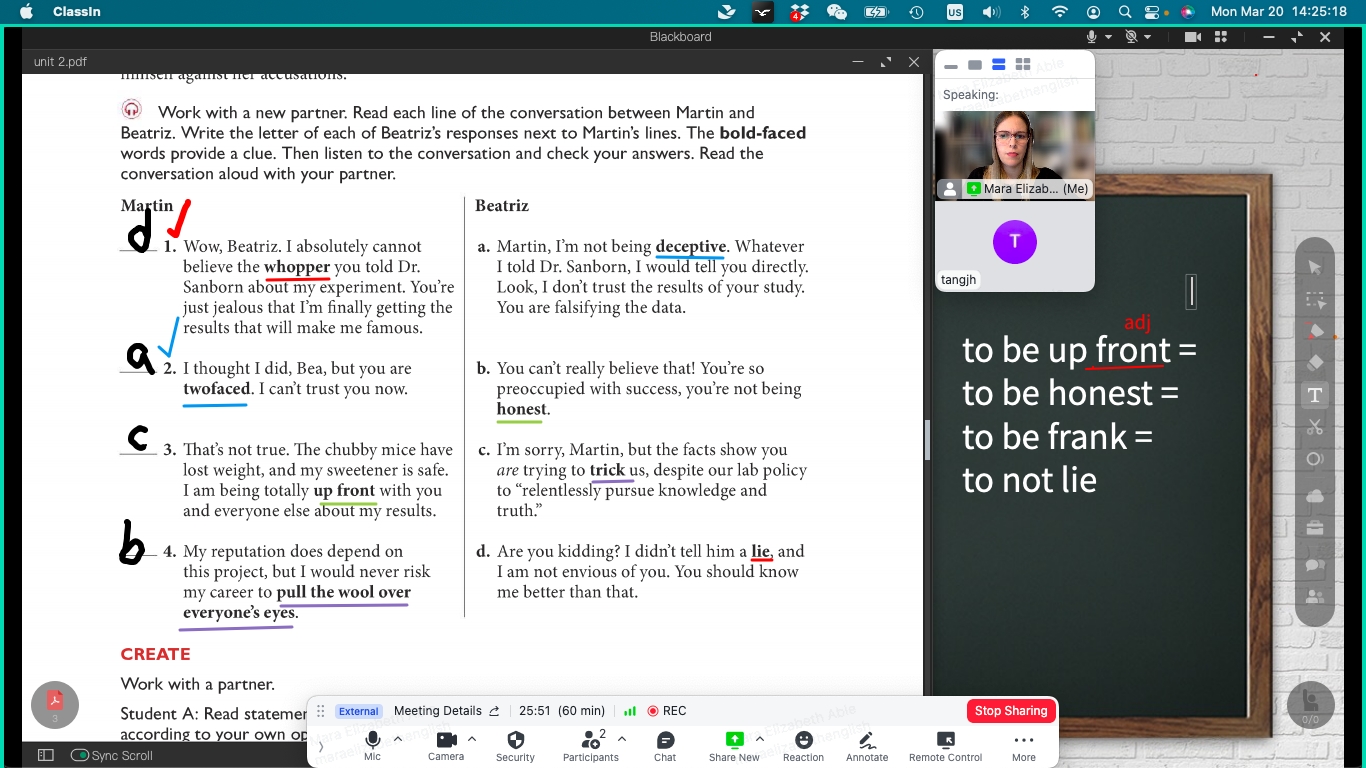 ClassIn
4
US
Mon Mar 20 14:25:18
Blackboard
unit 2.pdf
himself against her accusations.
Work with a new partner. Read each line of the conversation between Martin and
Beatriz. Write the letter of each of Beatriz's responses next to Martin's lines. The bold-faced
words provide a clue. Then listen to the conversation and check your answers. Read the
conversation aloud with your partner.
Martin
d 1. Wow, Beatriz. I absolutely cannot
believe the whopper you told Dr.
Sanborn about my experiment. You're
just jealous that I'm finally getting the
results that will make me famous.
a 2. I thought I did, Bea, but you are
twofaced. I can't trust you now.
c 3. That's not true. The chubby mice have
lost weight, and my sweetener is safe.
I am being totally up front with you
and everyone else about my results.
b 4. My reputation does depend on
this project, but I would never risk
my career to pull the wool over
everyone's eyes.
Beatriz
a. Martin, I'm not being deceptive. Whatever
I told Dr. Sanborn, I would tell you directly.
Look, I don't trust the results of your study.
You are falsifying the data.
b. You can't really believe that! You're so
preoccupied with success, you're not being
honest.
c. I'm sorry, Martin, but the facts show you
are trying to trick us, despite our lab policy
to "relentlessly pursue knowledge and
truth."
d. Are you kidding? I didn't tell him a lie, and
I am not envious of you. You should know
me better than that.
CREATE
Work with a partner.
Student A: Read stateme
according to your own op
3
Sync Scroll
Speaking:
Mara Elizab... (Me)
T
tangjh
adj
to be up front =
to be honest =
to be frank =
to not lie
T
0/0
External
Meeting Details
25:51 (60 min)
REC
Stop Sharing
Mic
Camera
Security
2
Participants
Chat
Share New
Reaction
Annotate
Remote Control
More